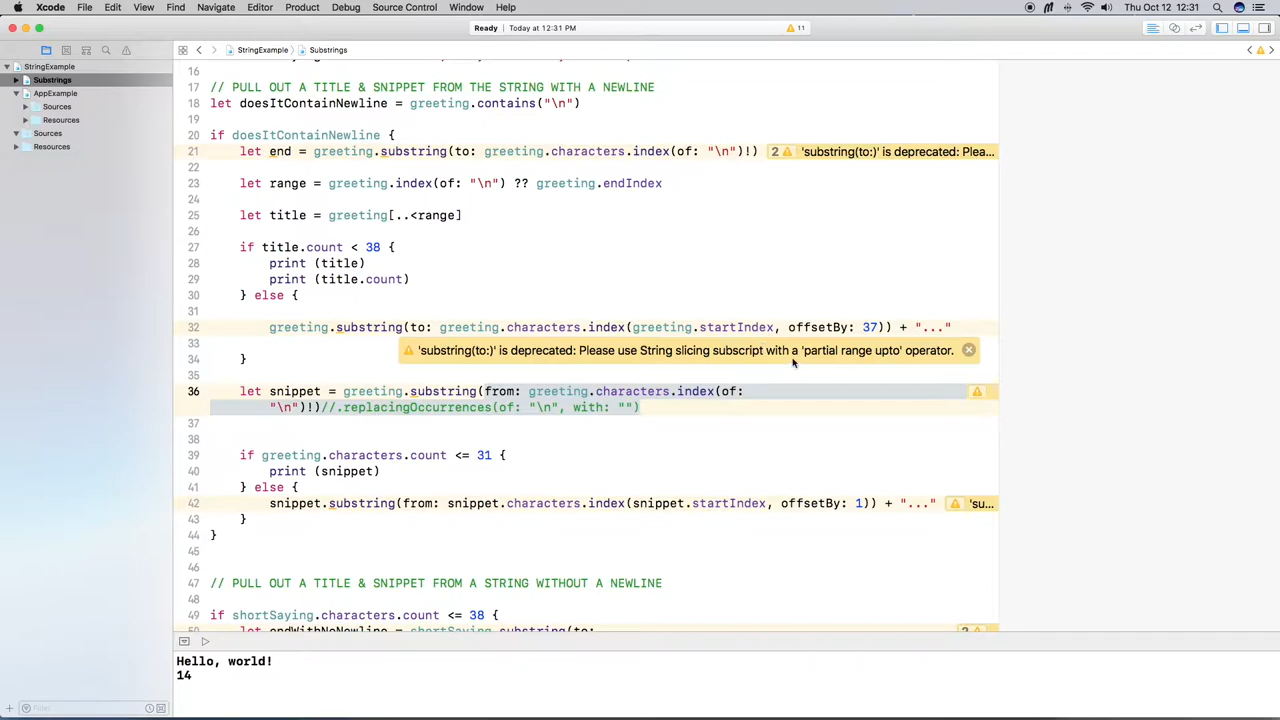 Xcode File Edit View Find Navigate Editor Product Debug Source Control Window Help Thu Oct 12 12:31
Ready Today at 12:31 PM 11
StringExample Substrings
StringExample
Substrings
AppExample
Sources
Resources
Sources
Resources
16
17 // PULL OUT A TITLE & SNIPPET FROM THE STRING WITH A NEWLINE
18 let doesItContainNewline = greeting.contains("\n")
19
20 if doesItContainNewline {
21 let end = greeting.substring(to: greeting.characters.index(of: "\n")!) 2 'substring(to:)' is deprecated: Plea...
22
23 let range = greeting.index(of: "\n") ?? greeting.endIndex
24
25 let title = greeting[..<range]
26
27 if title.count < 38 {
28 print (title)
29 print (title.count)
30 } else {
31
32 greeting.substring(to: greeting.characters.index(greeting.startIndex, offsetBy: 37)) + "..."
33 'substring(to:)' is deprecated: Please use String slicing subscript with a 'partial range upto' operator.
34 }
35
36 let snippet = greeting.substring(from: greeting.characters.index(of:
"\n")!)//.replacingOccurrences(of: "\n", with: "")
37
38
39 if greeting.characters.count <= 31 {
40 print (snippet)
41 } else {
42 snippet.substring(from: snippet.characters.index(snippet.startIndex, offsetBy: 1)) + "..." 'su...
43 }
44 }
45
46
47 // PULL OUT A TITLE & SNIPPET FROM A STRING WITHOUT A NEWLINE
48
49 if shortSaying.characters.count <= 38 {
50 let endWithNoNewline = shortSaying.substring(to:
Hello, world!
14
Filter